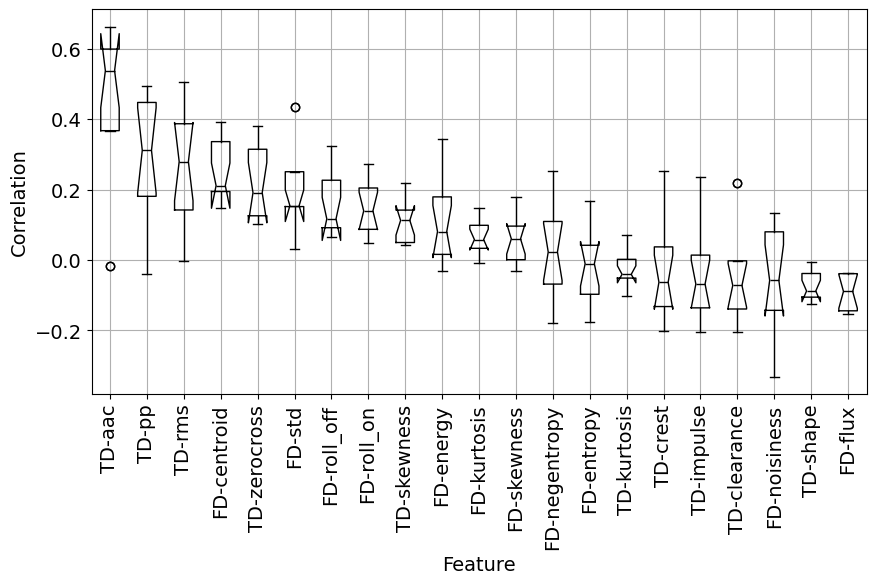 Correlation
0.6
0.4
0.2
0.0
−0.2
TD-aac
TD-pp
TD-rms
FD-centroid
TD-zerocross
FD-std
FD-roll_off
FD-roll_on
TD-skewness
FD-energy
FD-kurtosis
FD-skewness
FD-negentropy
FD-entropy
TD-kurtosis
TD-crest
TD-impulse
TD-clearance
FD-noisiness
TD-shape
FD-flux
Feature